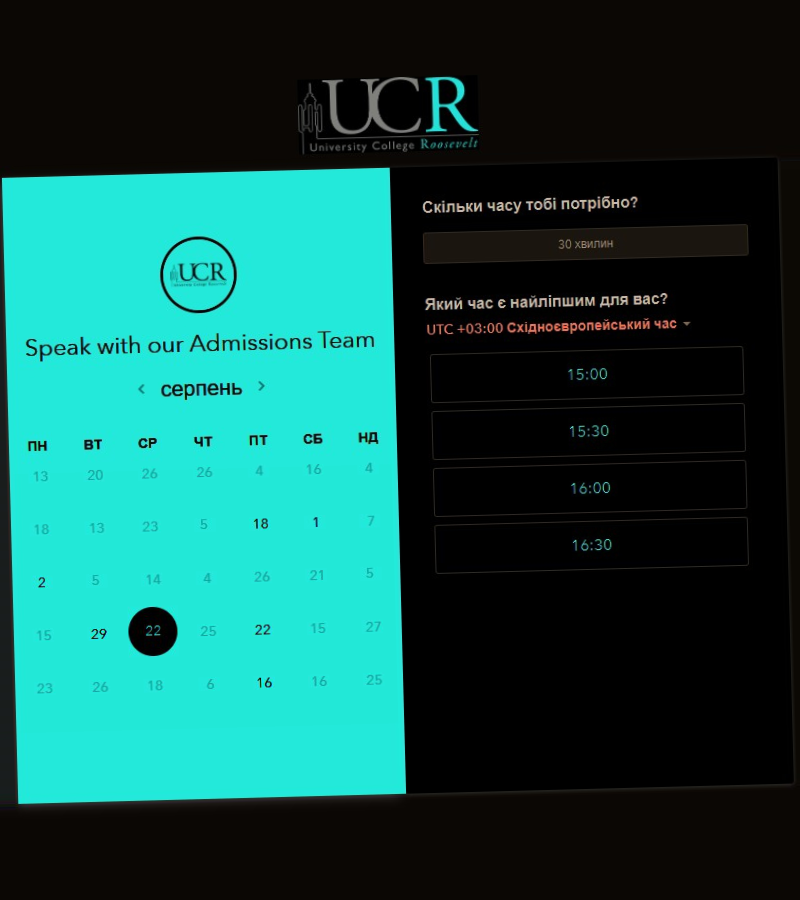 UCR
University College Roosevelt
UCR
University College Roosevelt
Speak with our Admissions Team
серпень
ПН ВТ СР ЧТ ПТ СБ НД
13 20 26 26 4 16 4
18 13 23 5 18 1 7
2 5 14 4 26 21 5
15 29 22 25 22 15 27
23 26 18 6 16 16 25
Скільки часу тобі потрібно?
30 хвилин
Який час є найліпшим для вас?
UTC +03:00 Східноєвропейський час
15:00
15:30
16:00
16:30